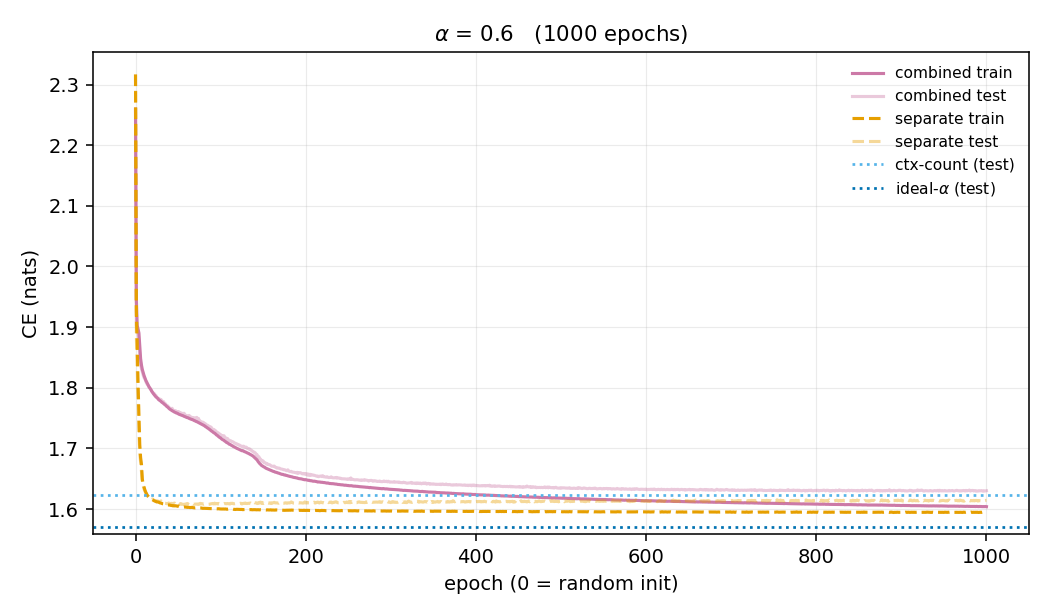 α = 0.6 (1000 epochs)
2.3
2.2
2.1
2.0
1.9
1.8
1.7
1.6
CE (nats)
combined train
combined test
separate train
separate test
ctx-count (test)
ideal-α (test)
0 200 400 600 800 1000
epoch (0 = random init)